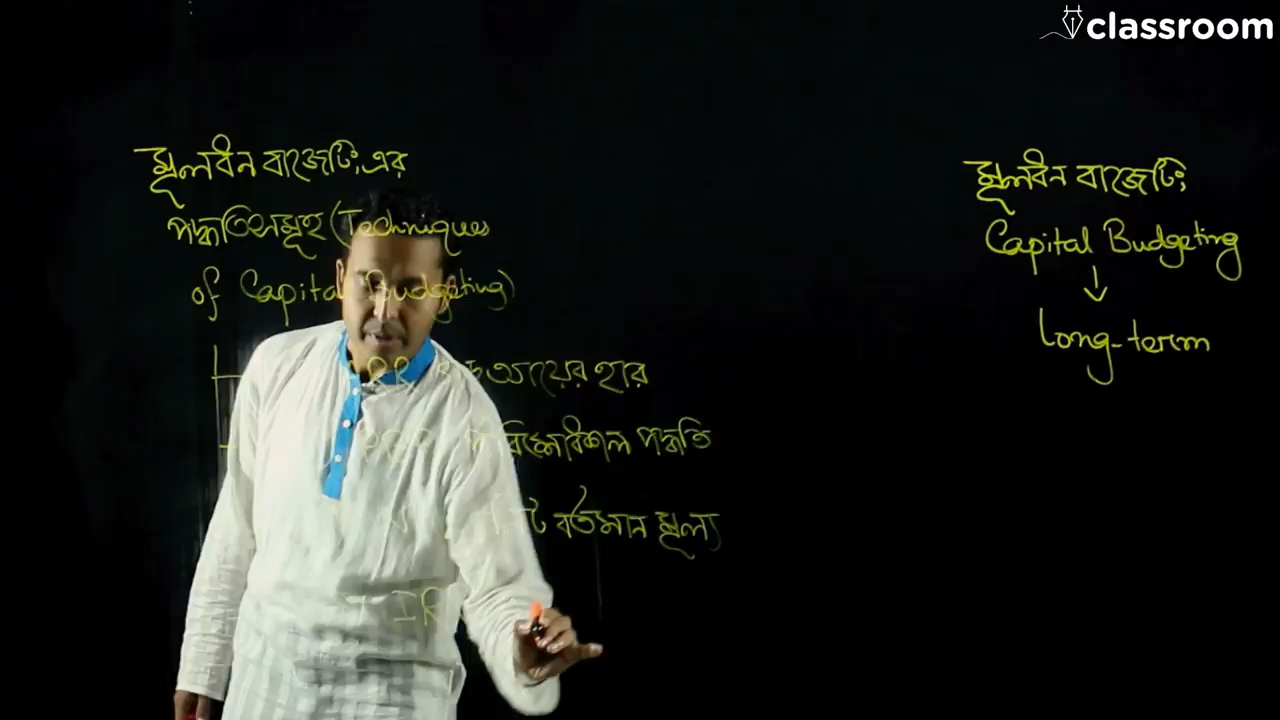 classroom
মূলধন বাজেটিং এর
পদ্ধতিসমূহ (Techniques
of Capital Budgeting)
আয়ের হার
পদ্ধতি
বর্তমান মূল্য
মূলধন বাজেটিং
Capital Budgeting
Long-term